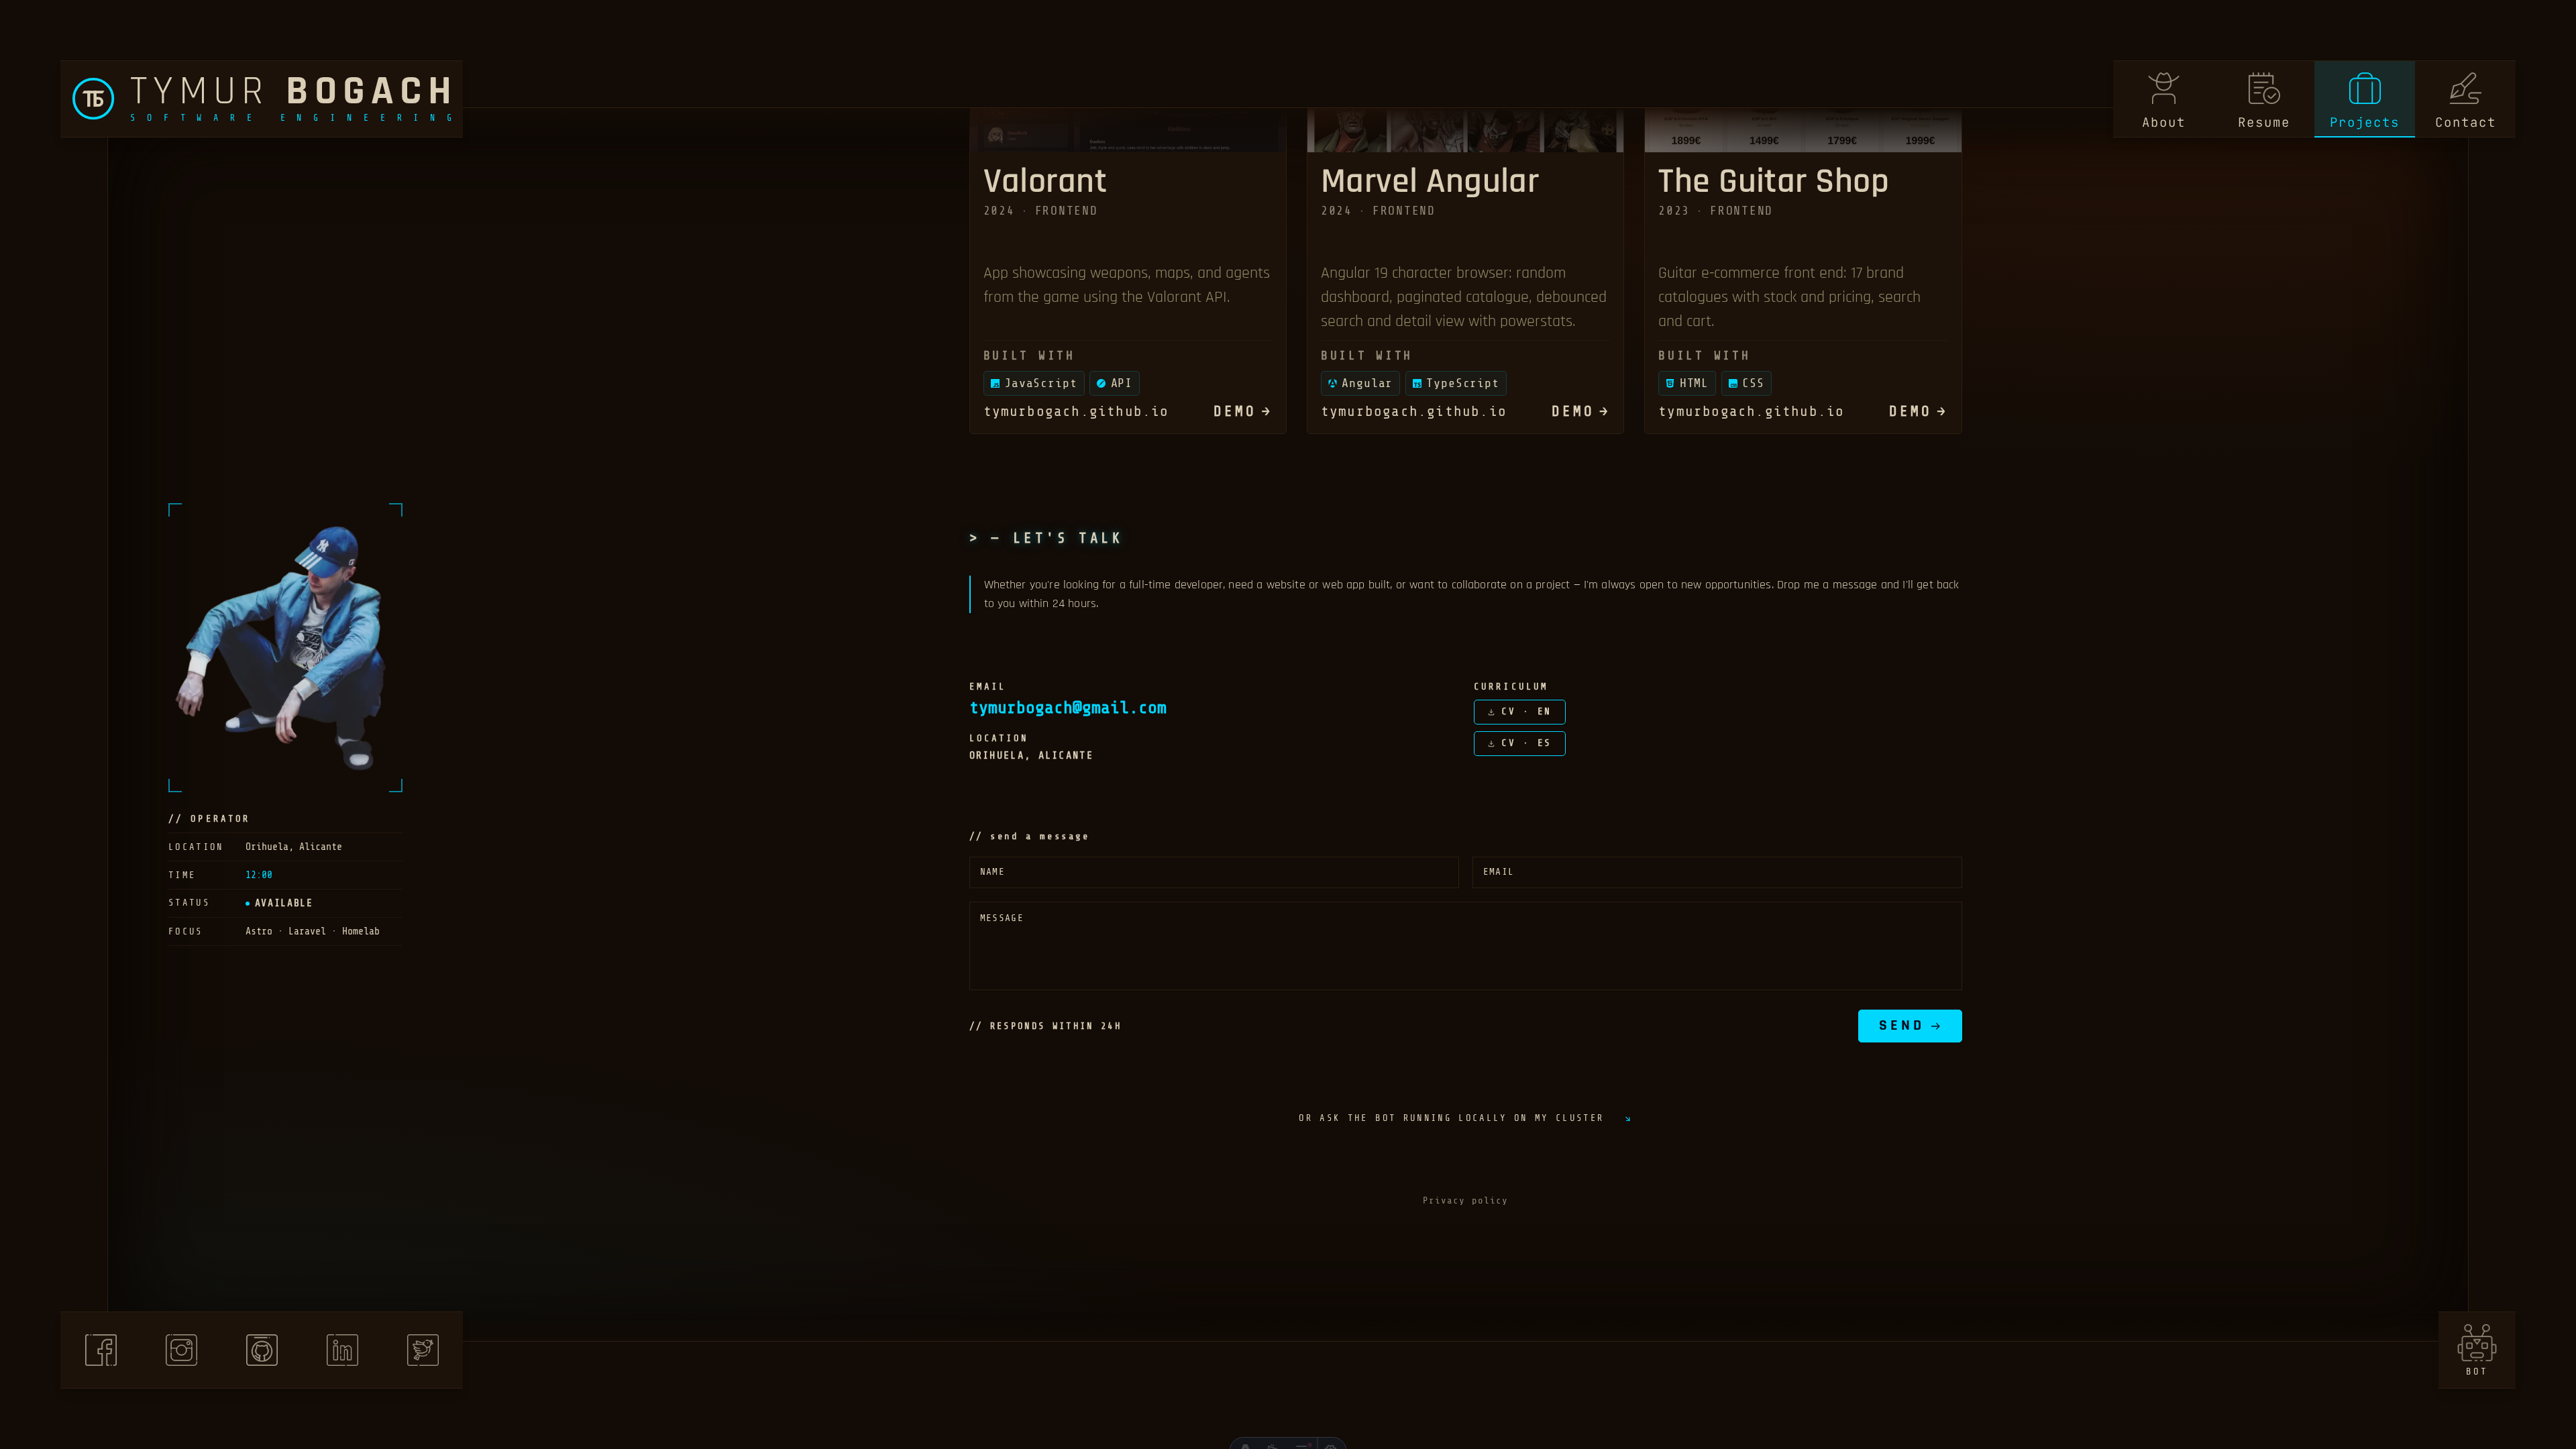 TYMUR BOGACH
SOFTWARE ENGINEERING
About
Resume
Projects
Contact
1899€
1499€
1799€
1999€
Valorant
2024 · FRONTEND
App showcasing weapons, maps, and agents
from the game using the Valorant API.
BUILT WITH
JavaScript
API
tymurbogach.github.io
DEMO →
Marvel Angular
2024 · FRONTEND
Angular 19 character browser: random
dashboard, paginated catalogue, debounced
search and detail view with powerstats.
BUILT WITH
Angular
TypeScript
tymurbogach.github.io
DEMO →
The Guitar Shop
2023 · FRONTEND
Guitar e-commerce front end: 17 brand
catalogues with stock and pricing, search
and cart.
BUILT WITH
HTML
CSS
tymurbogach.github.io
DEMO →
// OPERATOR
LOCATION Orihuela, Alicante
TIME 12:00
STATUS AVAILABLE
FOCUS Astro · Laravel · Homelab
> — LET'S TALK
Whether you're looking for a full-time developer, need a website or web app built, or want to collaborate on a project — I'm always open to new opportunities. Drop me a message and I'll get back
to you within 24 hours.
EMAIL
tymurbogach@gmail.com
LOCATION
ORIHUELA, ALICANTE
CURRICULUM
CV · EN
CV · ES
// send a message
NAME
EMAIL
MESSAGE
// RESPONDS WITHIN 24H
SEND →
OR ASK THE BOT RUNNING LOCALLY ON MY CLUSTER ↘
Privacy policy
BOT